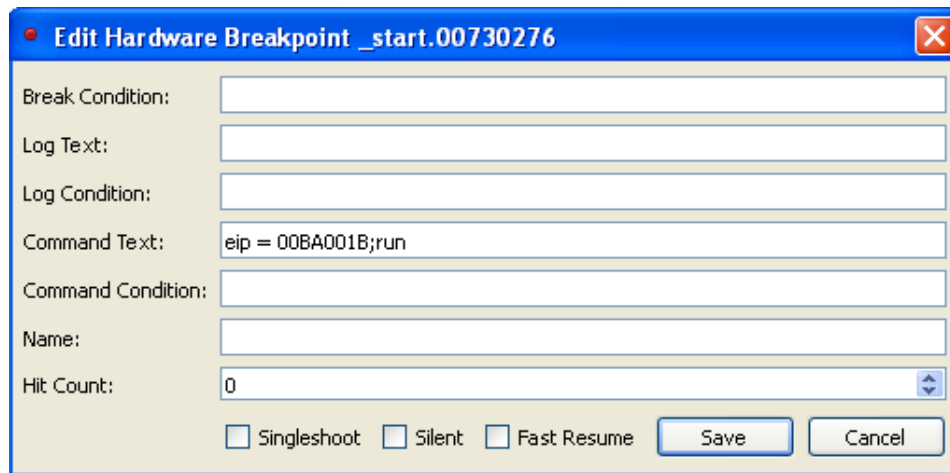 Edit Hardware Breakpoint _start.00730276
Break Condition:
Log Text:
Log Condition:
Command Text: eip = 00BA001B;run
Command Condition:
Name:
Hit Count: 0
Singleshoot Silent Fast Resume Save Cancel